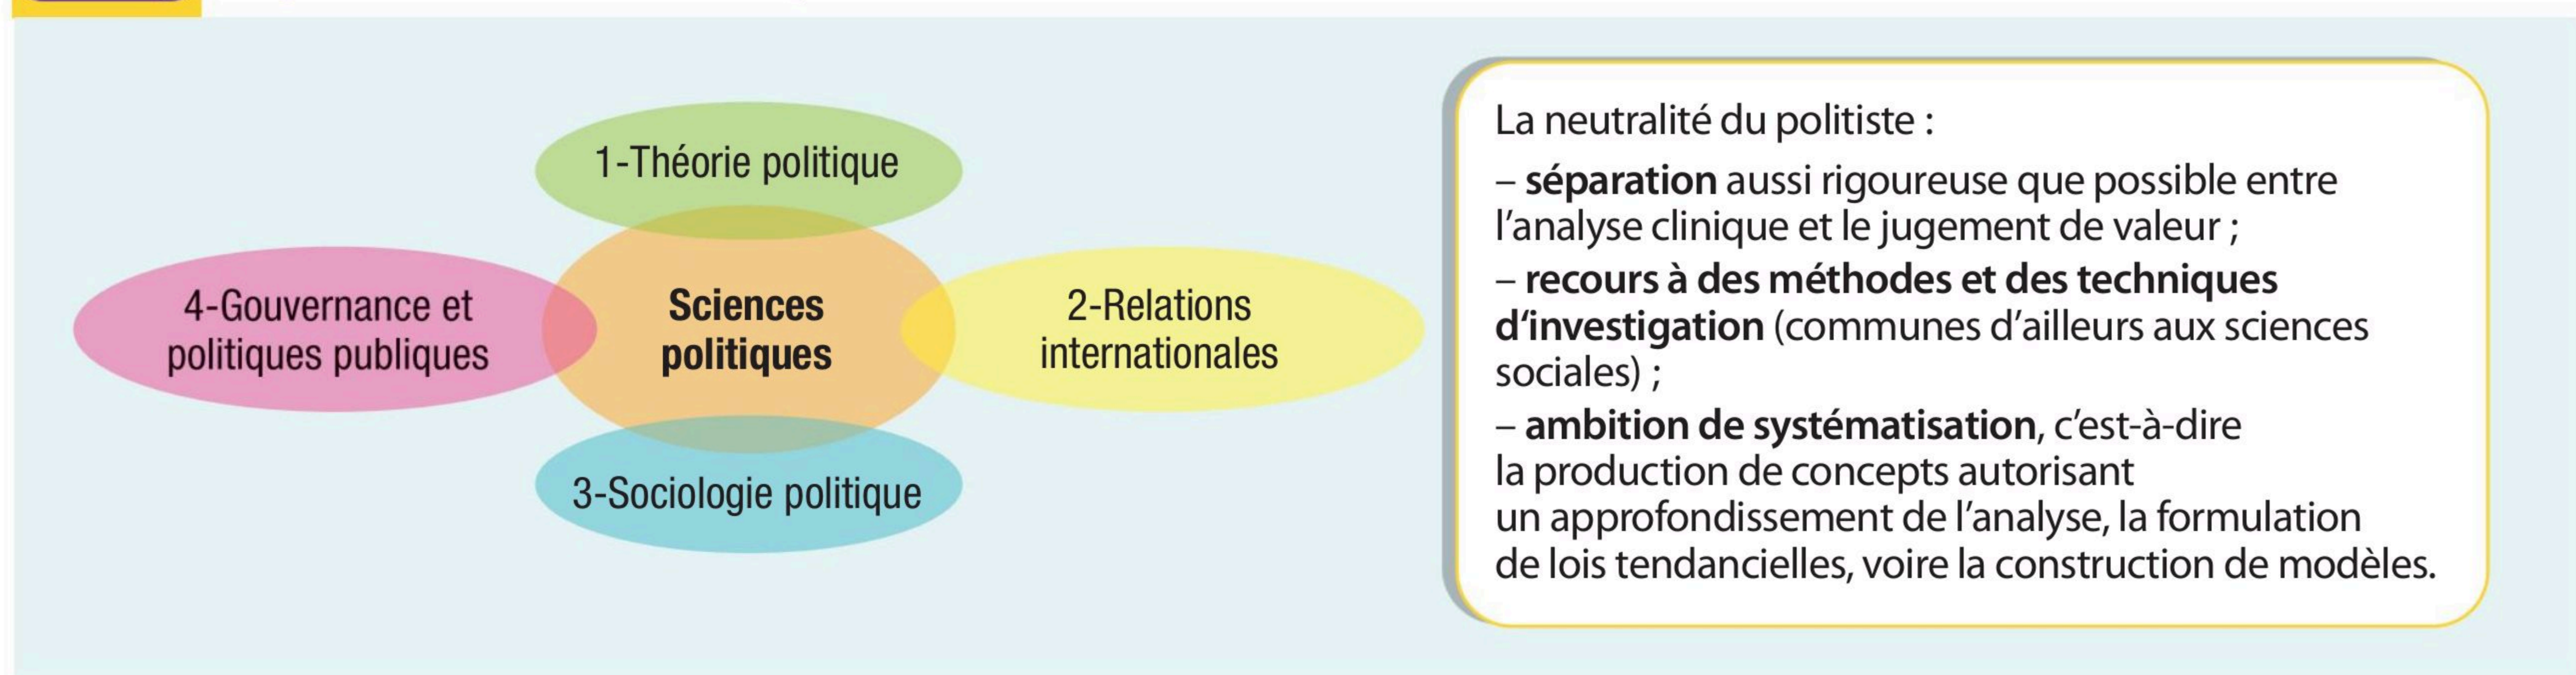 1-Théorie politique
4-Gouvernance et
politiques publiques
Sciences
politiques
2-Relations
internationales
3-Sociologie politique
La neutralité du politiste :
– séparation aussi rigoureuse que possible entre
l’analyse clinique et le jugement de valeur ;
– recours à des méthodes et des techniques
d‘investigation (communes d’ailleurs aux sciences
sociales) ;
– ambition de systématisation, c’est-à-dire
la production de concepts autorisant
un approfondissement de l’analyse, la formulation
de lois tendancielles, voire la construction de modèles.